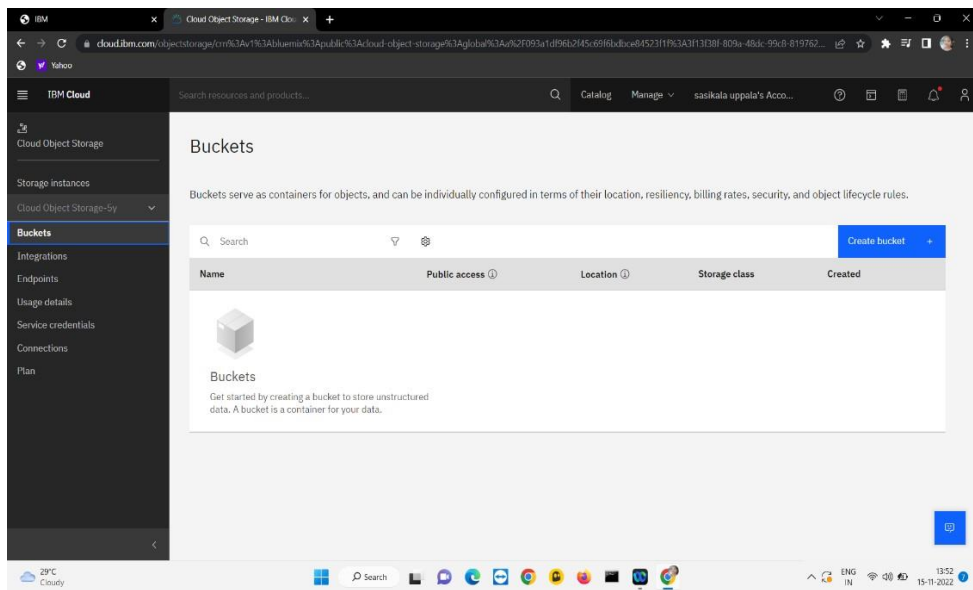 IBM
Cloud Object Storage - IBM Clou
cloud.ibm.com/objectstorage/crn%3Av1%3Abluemix%3Apublic%3Acloud-object-storage%3Aglobal%3Aa%2F093a1df96b2f45c69f6bdbce84523f1f%3A3f13f38f-809a-48dc-99c8-819762...
Yahoo
IBM Cloud
Search resources and products...
Catalog
Manage
sasikala uppala's Acco...
Cloud Object Storage
Storage instances
Cloud Object Storage-5y
Buckets
Integrations
Endpoints
Usage details
Service credentials
Connections
Plan
Buckets
Buckets serve as containers for objects, and can be individually configured in terms of their location, resiliency, billing rates, security, and object lifecycle rules.
Search
Create bucket +
Name Public access Location Storage class Created
Buckets
Get started by creating a bucket to store unstructured
data. A bucket is a container for your data.
29°C
Cloudy
Search
ENG
IN
13:52
15-11-2022